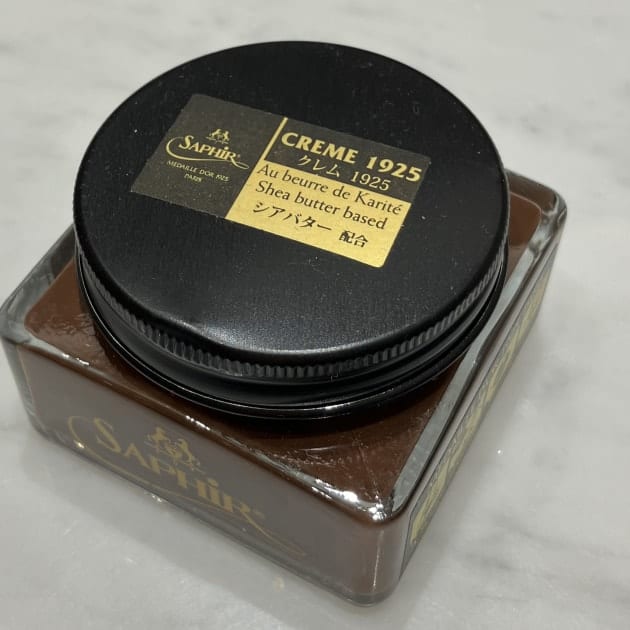 SAPHIR
MEDAILLE D'OR 1925
PARIS
CREME 1925
クレム 1925
Au beurre de Karité
Shea butter based
シアバター 配合
SAPHIR